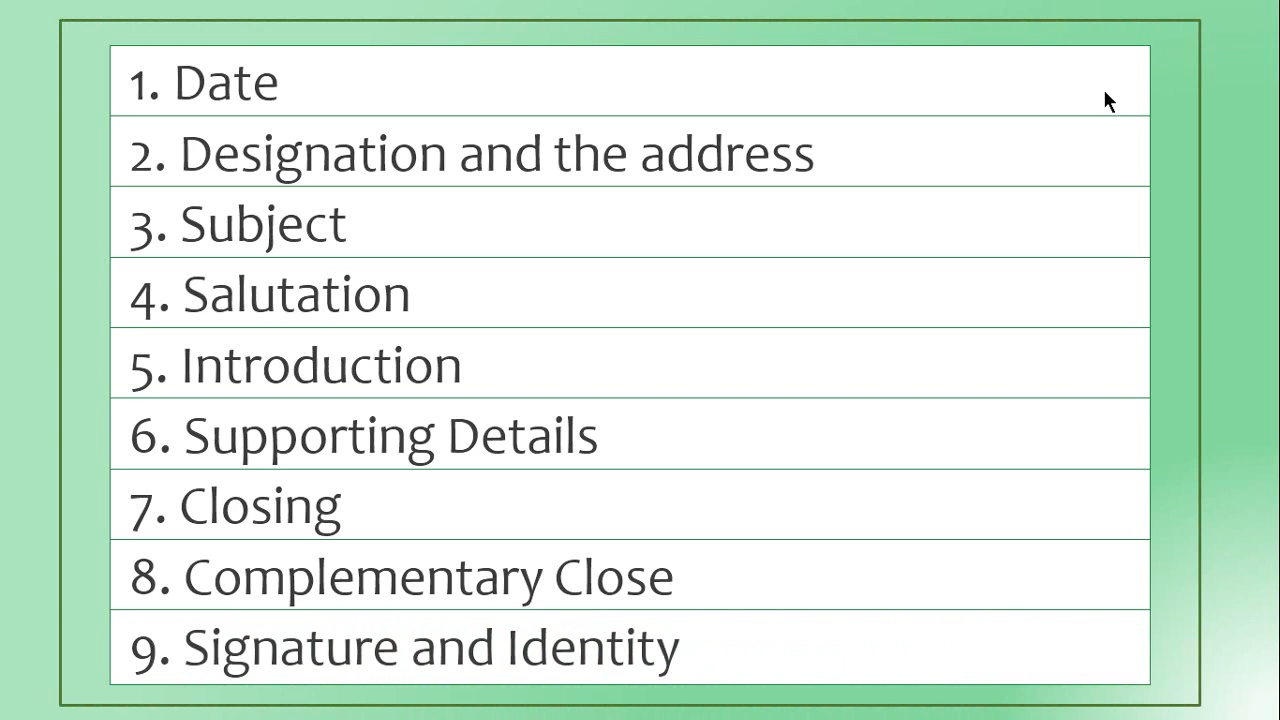 1. Date
2. Designation and the address
3. Subject
4. Salutation
5. Introduction
6. Supporting Details
7. Closing
8. Complementary Close
9. Signature and Identity